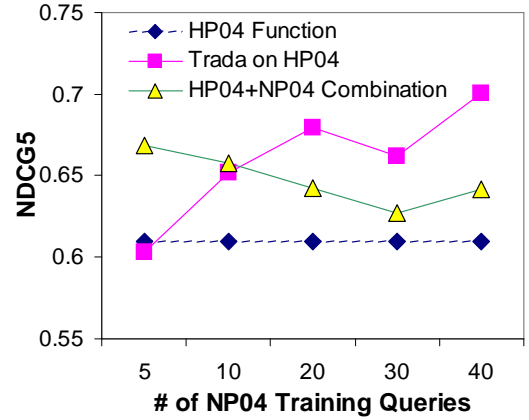 0.75
HP04 Function
Trada on HP04
HP04+NP04 Combination
0.7
0.65
0.6
0.55
NDCG5
5 10 20 30 40
# of NP04 Training Queries